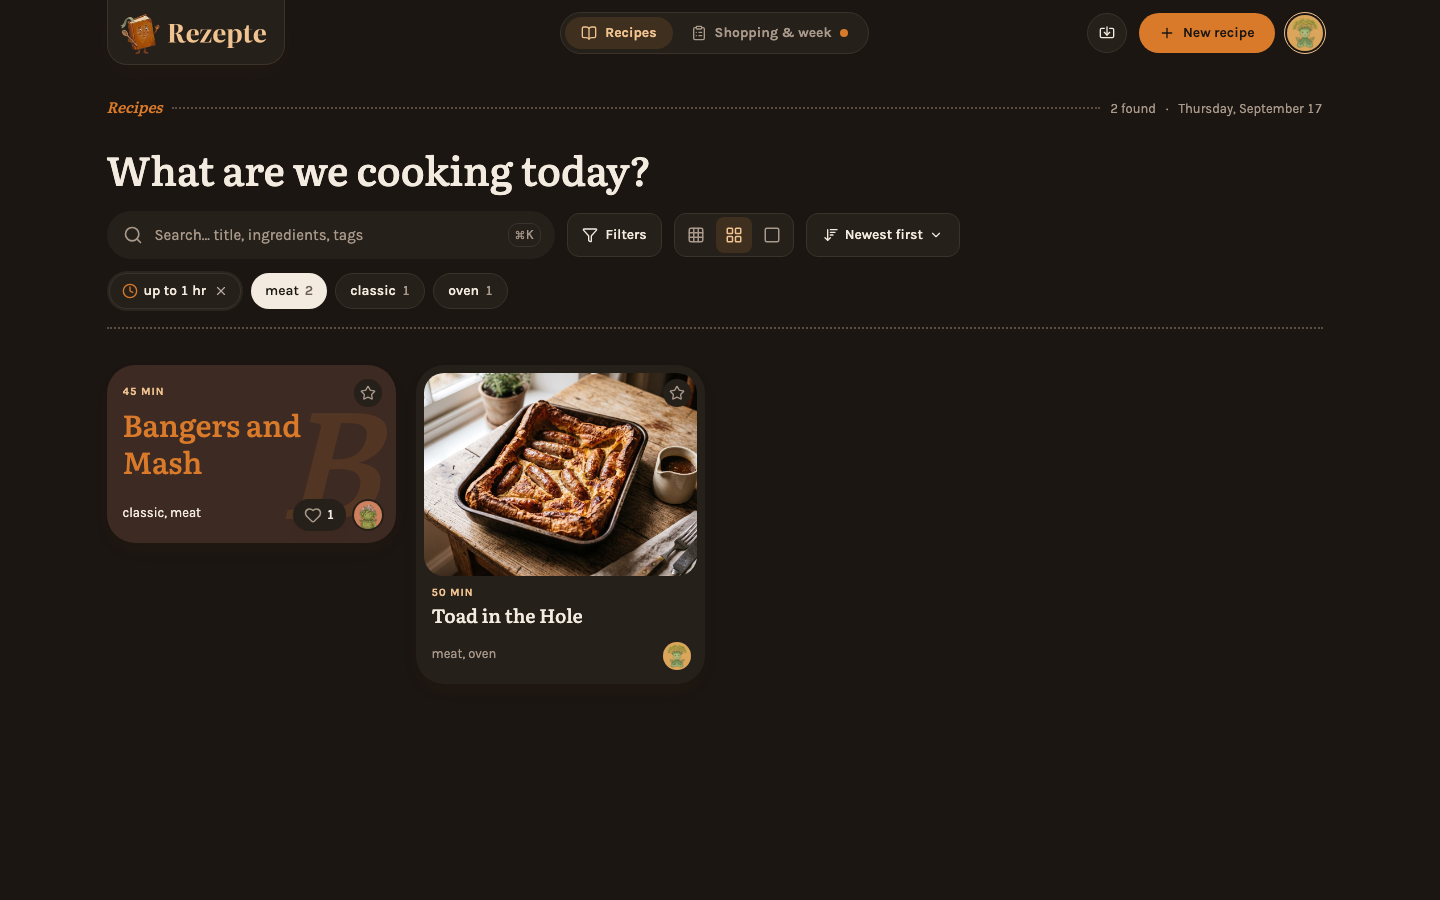 Rezepte
Recipes
Shopping & week
New recipe
Recipes
2 found · Thursday, September 17
What are we cooking today?
Search... title, ingredients, tags
⌘K
Filters
Newest first
up to 1 hr
meat 2
classic 1
oven 1
45 MIN
Bangers and
Mash
B
classic, meat
1
50 MIN
Toad in the Hole
meat, oven